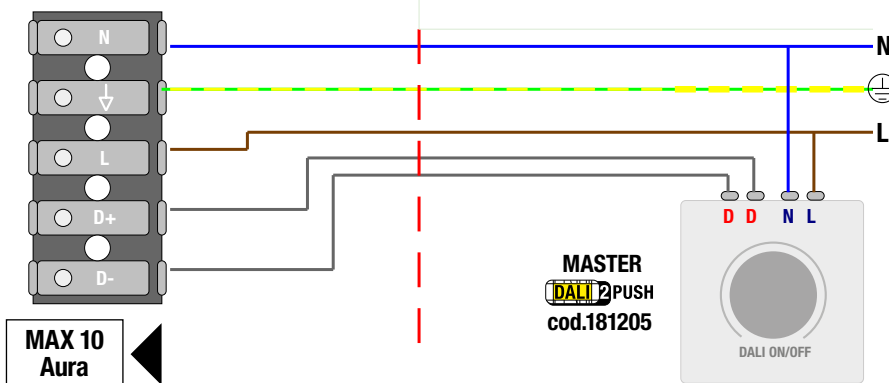 N
N
L
L
D+
D-
D D N L
MASTER
DALI 2 PUSH
cod.181205
DALI ON/OFF
MAX 10
Aura